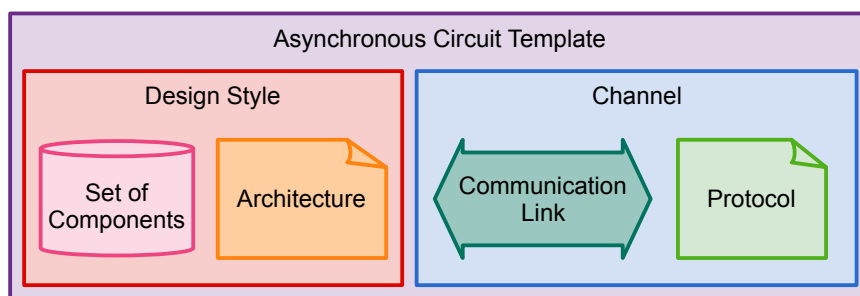 Asynchronous Circuit Template
Design Style
Channel
Set of
Components
Architecture
Communication
Link
Protocol